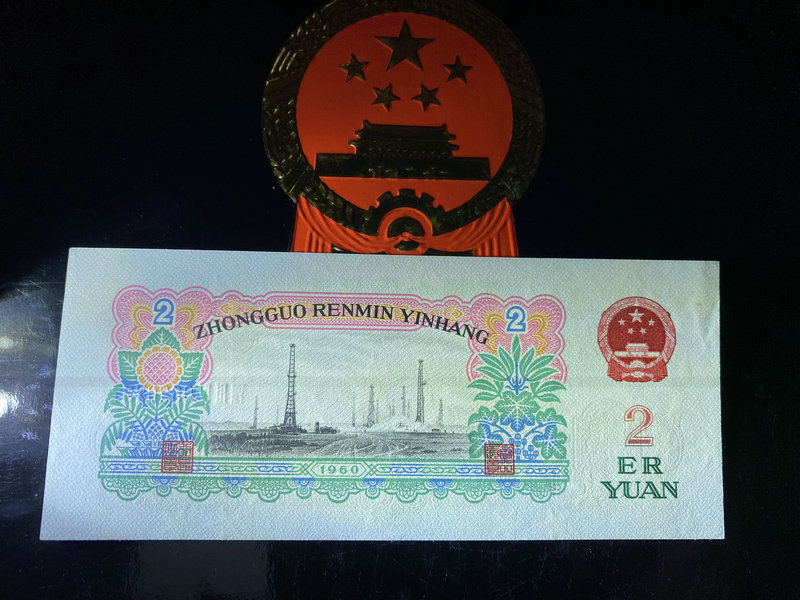 2 ZHONGGUO RENMIN YINHANG 2
1960
2
ER
YUAN